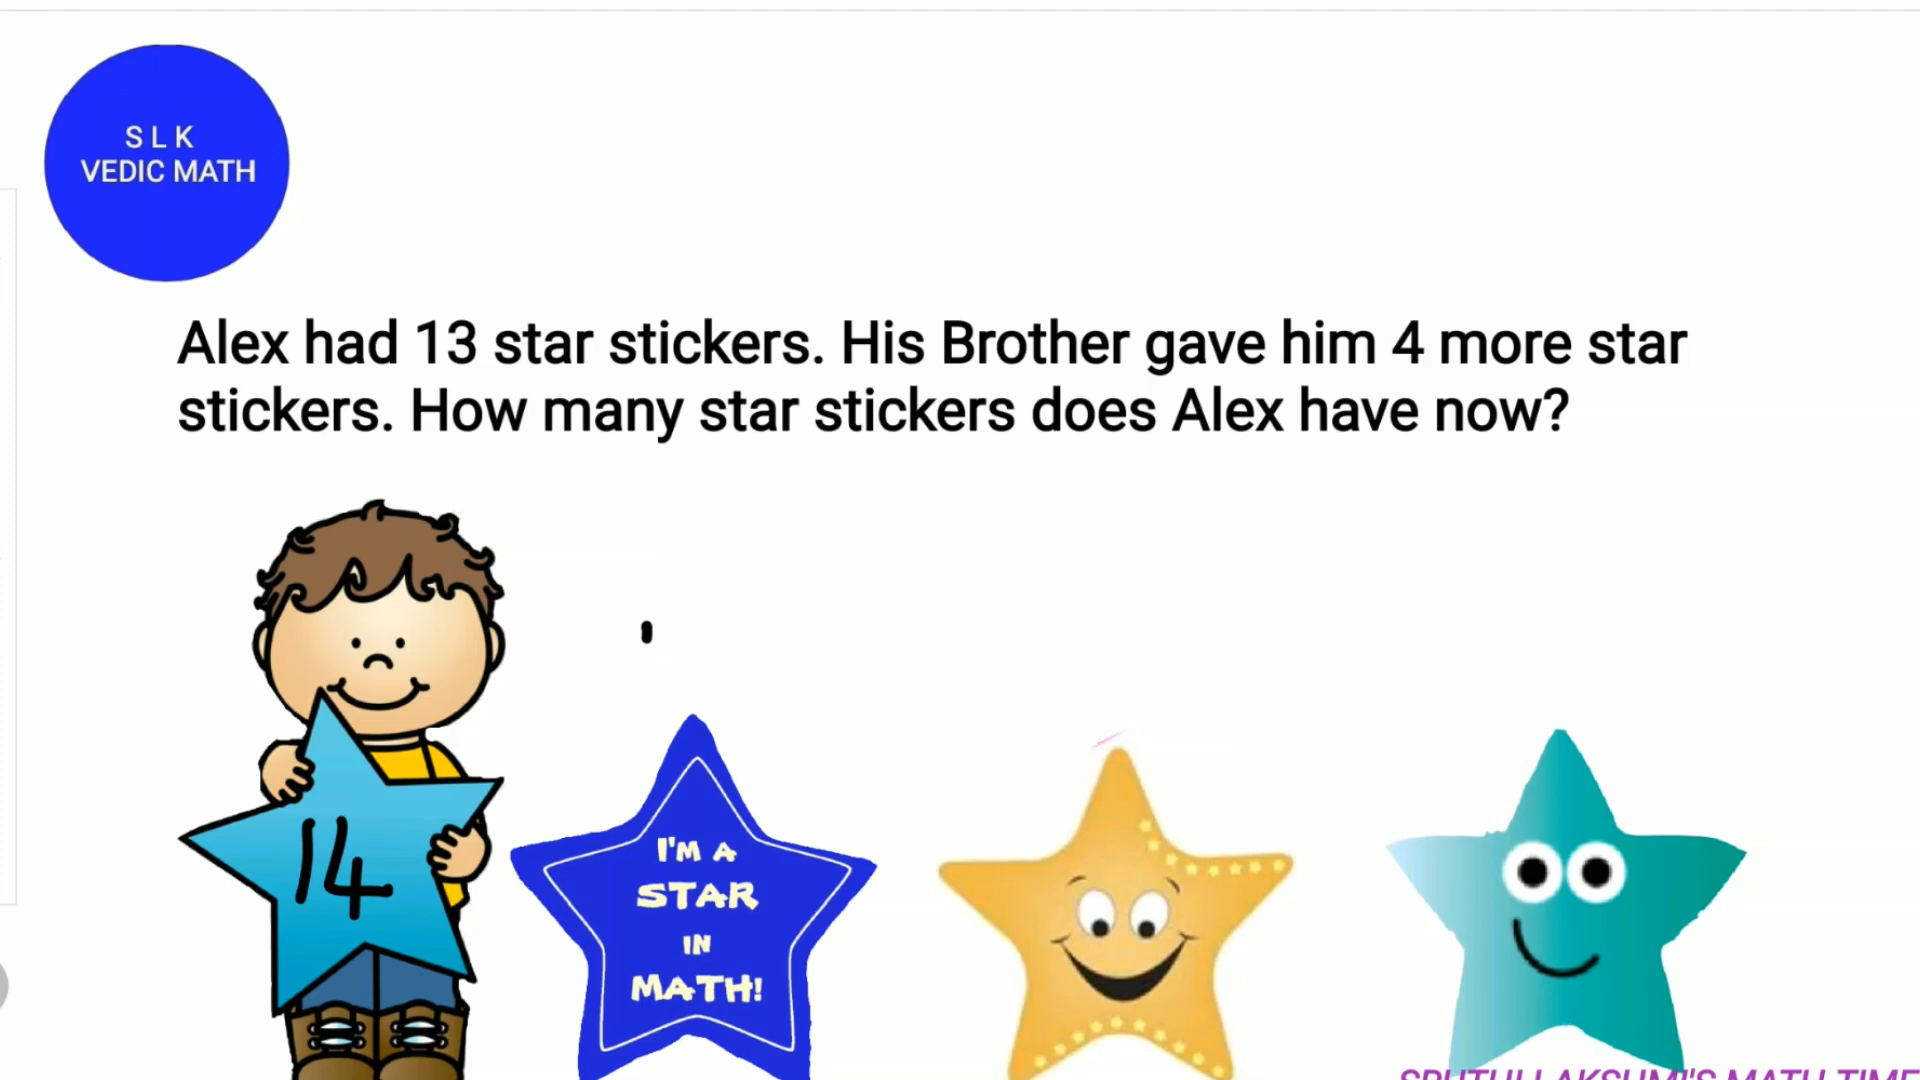 S L K
VEDIC MATH
Alex had 13 star stickers. His Brother gave him 4 more star
stickers. How many star stickers does Alex have now?
14
I'M A
STAR
IN
MATH!